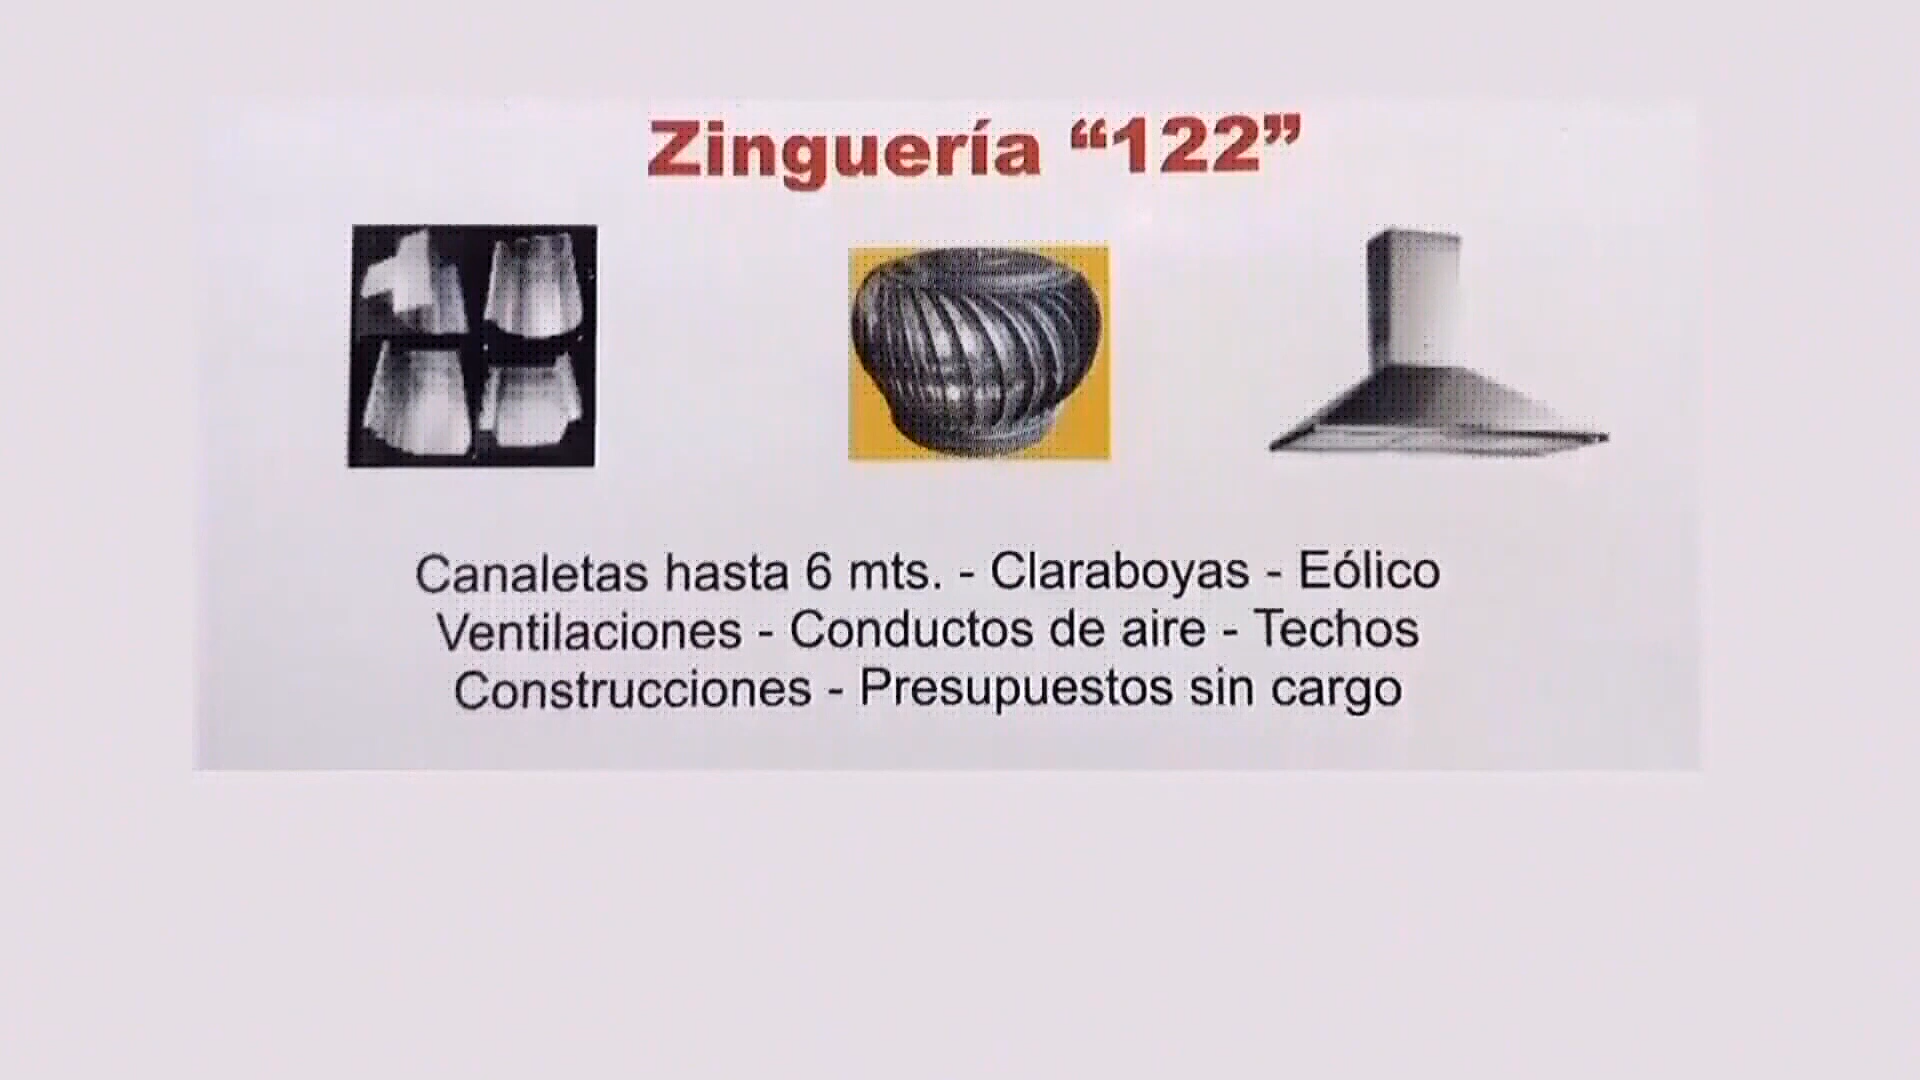 Zinguería “122”
Canaletas hasta 6 mts. - Claraboyas - Eólico
Ventilaciones - Conductos de aire - Techos
Construcciones - Presupuestos sin cargo